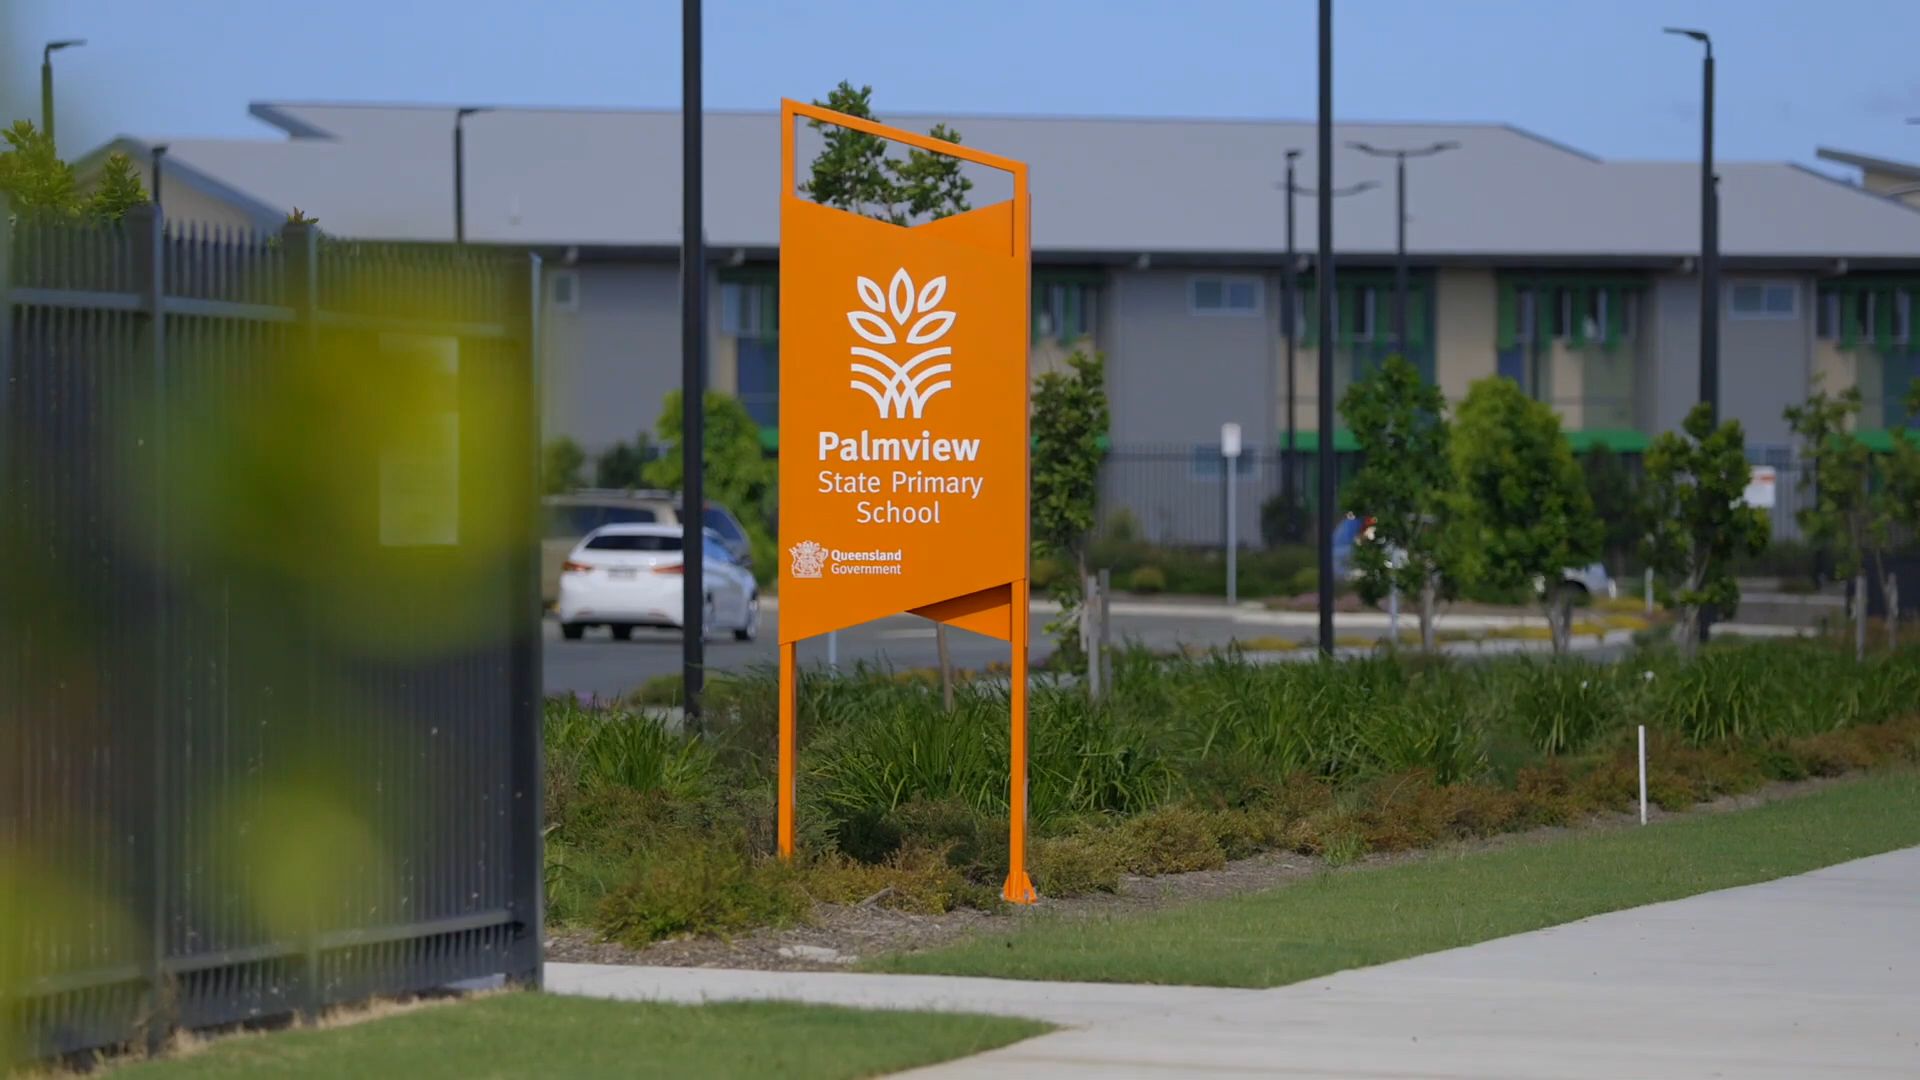 Palmview
State Primary
School
Queensland
Government